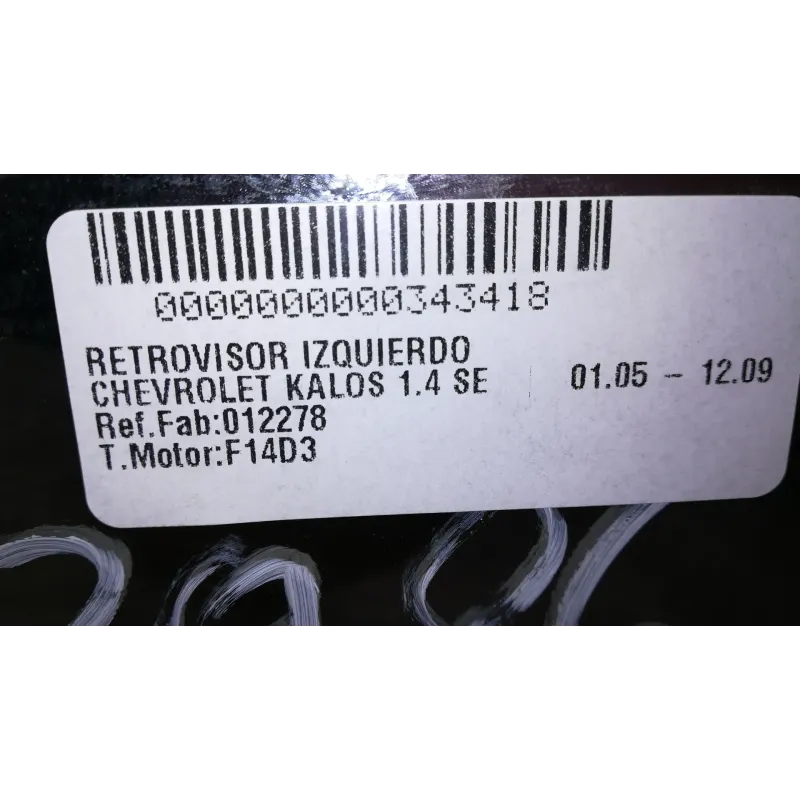 0000000000343418
RETROVISOR IZQUIERDO
CHEVROLET KALOS 1.4 SE 01.05 - 12.09
Ref.Fab:012278
T.Motor:F14D3